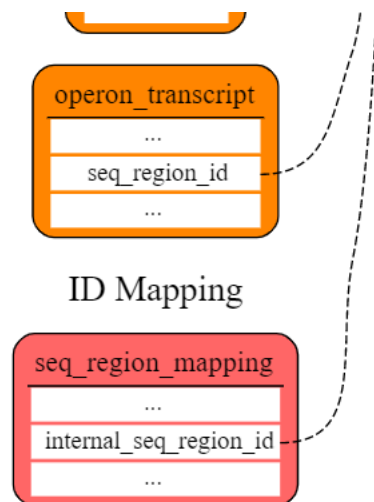 operon_transcript
...
seq_region_id
...
ID Mapping
seq_region_mapping
...
internal_seq_region_id
...